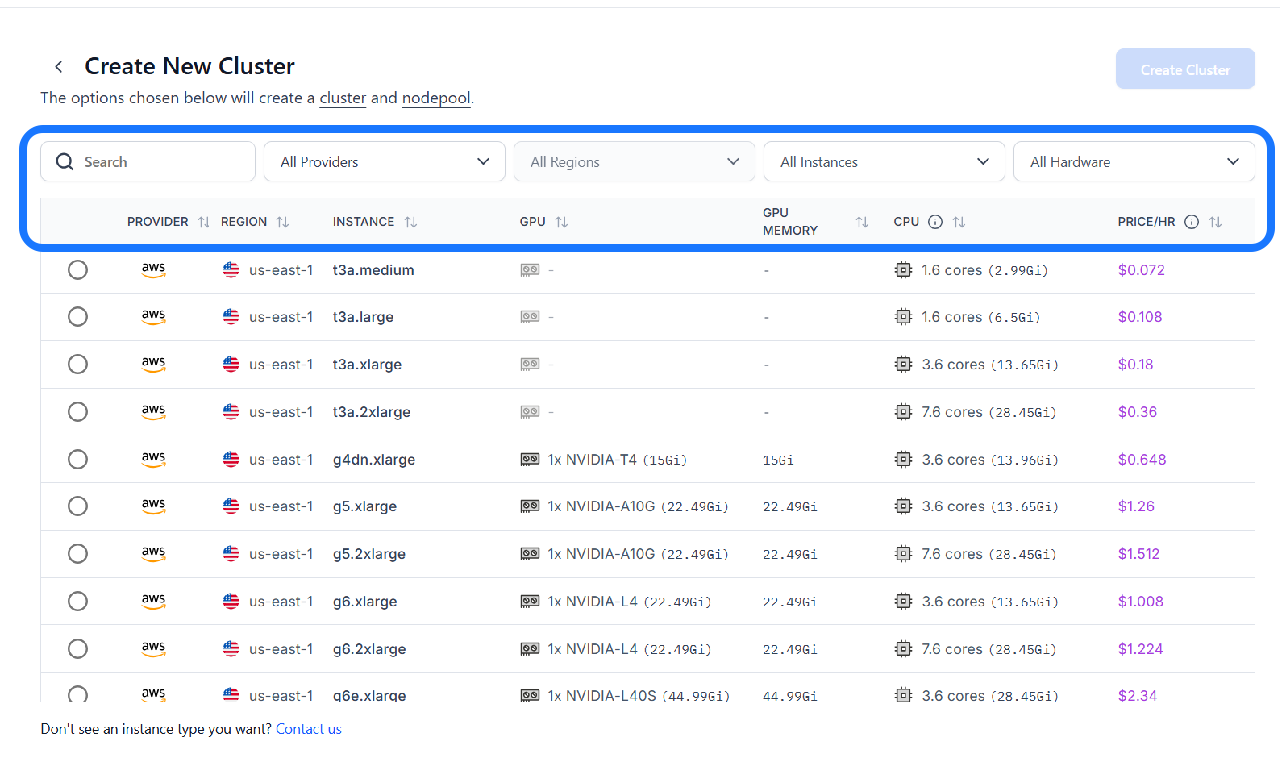 Create New Cluster
Create Cluster
The options chosen below will create a cluster and nodepool.
Search All Providers All Regions All Instances All Hardware
PROVIDER REGION INSTANCE GPU GPU MEMORY CPU PRICE/HR
aws us-east-1 t3a.medium - - 1.6 cores (2.99Gi) $0.072
aws us-east-1 t3a.large - - 1.6 cores (6.5Gi) $0.108
aws us-east-1 t3a.xlarge - - 3.6 cores (13.65Gi) $0.18
aws us-east-1 t3a.2xlarge - - 7.6 cores (28.45Gi) $0.36
aws us-east-1 g4dn.xlarge 1x NVIDIA-T4 (15Gi) 15Gi 3.6 cores (13.96Gi) $0.648
aws us-east-1 g5.xlarge 1x NVIDIA-A10G (22.49Gi) 22.49Gi 3.6 cores (13.65Gi) $1.26
aws us-east-1 g5.2xlarge 1x NVIDIA-A10G (22.49Gi) 22.49Gi 7.6 cores (28.45Gi) $1.512
aws us-east-1 g6.xlarge 1x NVIDIA-L4 (22.49Gi) 22.49Gi 3.6 cores (13.65Gi) $1.008
aws us-east-1 g6.2xlarge 1x NVIDIA-L4 (22.49Gi) 22.49Gi 7.6 cores (28.45Gi) $1.224
aws us-east-1 g6e.xlarge 1x NVIDIA-L40S (44.99Gi) 44.99Gi 3.6 cores (28.45Gi) $2.34
Don't see an instance type you want? Contact us